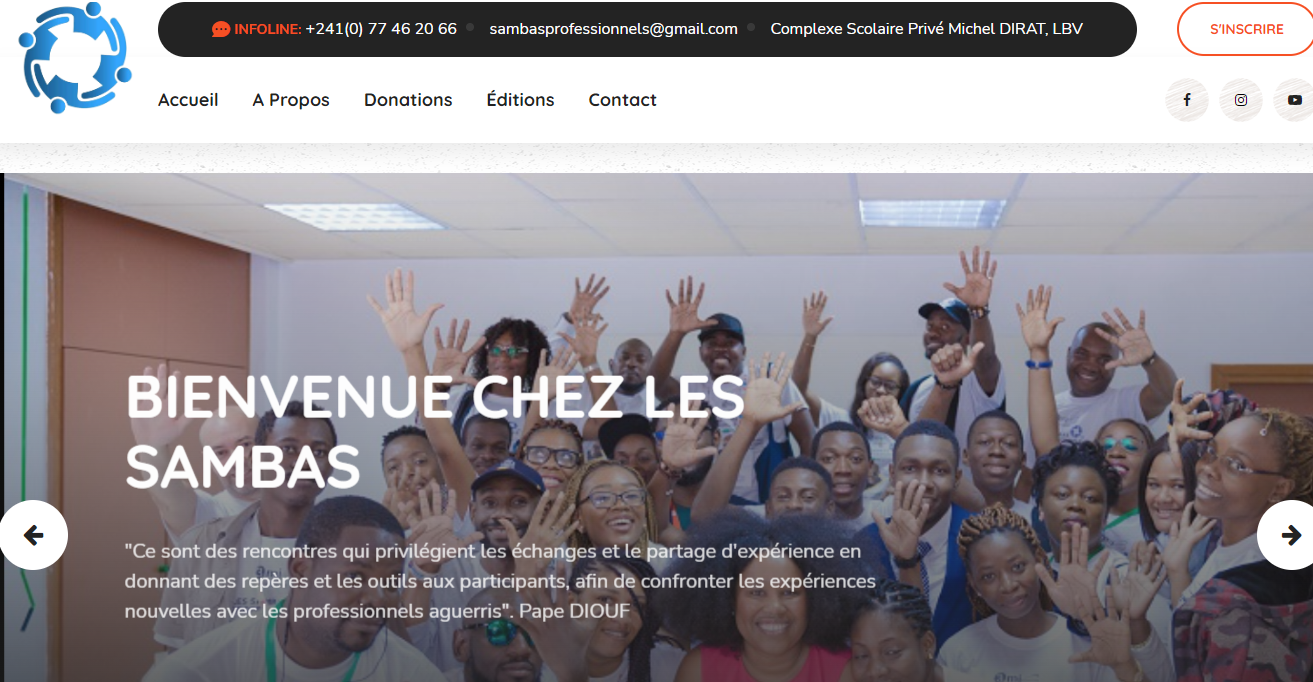 INFOLINE: +241(0) 77 46 20 66 sambasprofessionnels@gmail.com Complexe Scolaire Privé Michel DIRAT, LBV
S'INSCRIRE
Accueil A Propos Donations Éditions Contact
BIENVENUE CHEZ LES
SAMBAS
"Ce sont des rencontres qui privilégient les échanges et le partage d'expérience en
donnant des repères et les outils aux participants, afin de confronter les expériences
nouvelles avec les professionnels aguerris". Pape DIOUF